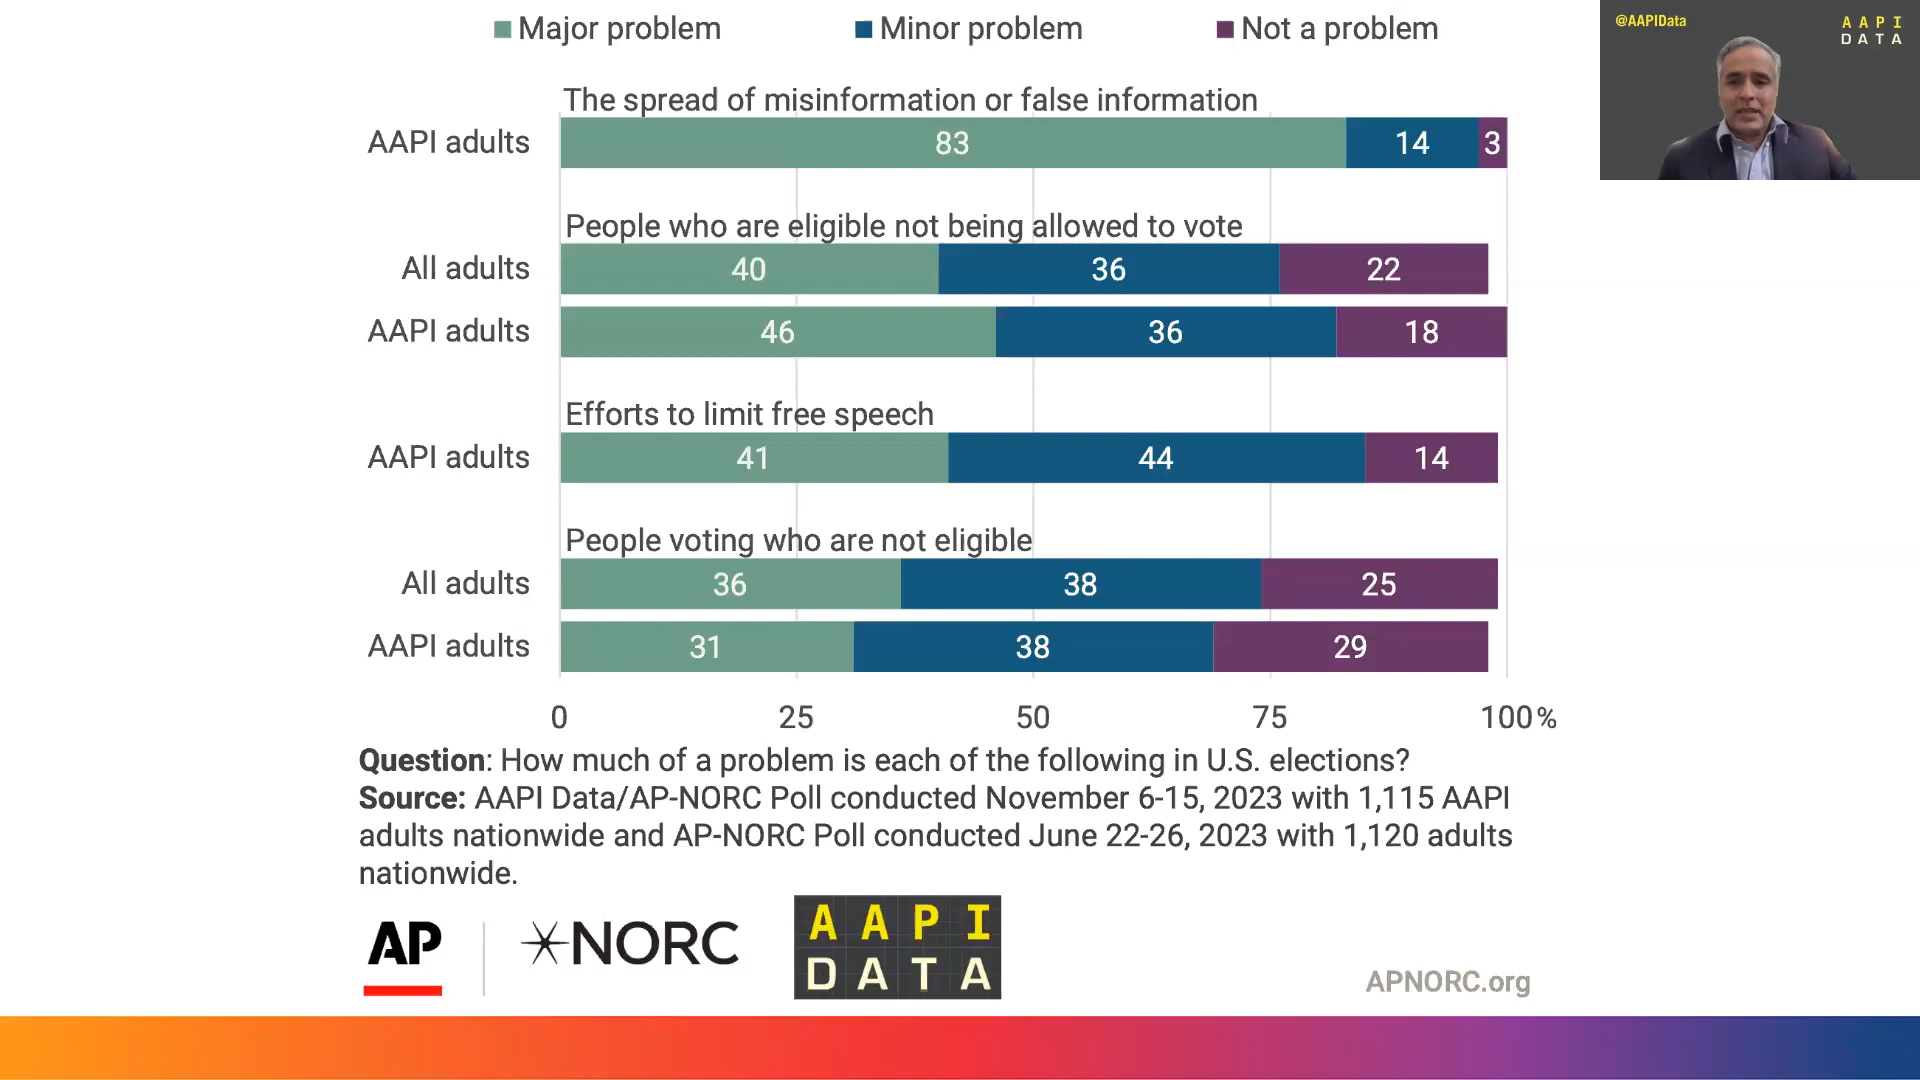 Major problem
Minor problem
Not a problem
@AAPIData
AAPI
DATA
The spread of misinformation or false information
AAPI adults
83
14
3
People who are eligible not being allowed to vote
All adults
40
36
22
AAPI adults
46
36
18
Efforts to limit free speech
AAPI adults
41
44
14
People voting who are not eligible
All adults
36
38
25
AAPI adults
31
38
29
0
25
50
75
100%
Question: How much of a problem is each of the following in U.S. elections?
Source: AAPI Data/AP-NORC Poll conducted November 6-15, 2023 with 1,115 AAPI
adults nationwide and AP-NORC Poll conducted June 22-26, 2023 with 1,120 adults
nationwide.
AP
NORC
AAPI
DATA
APNORC.org